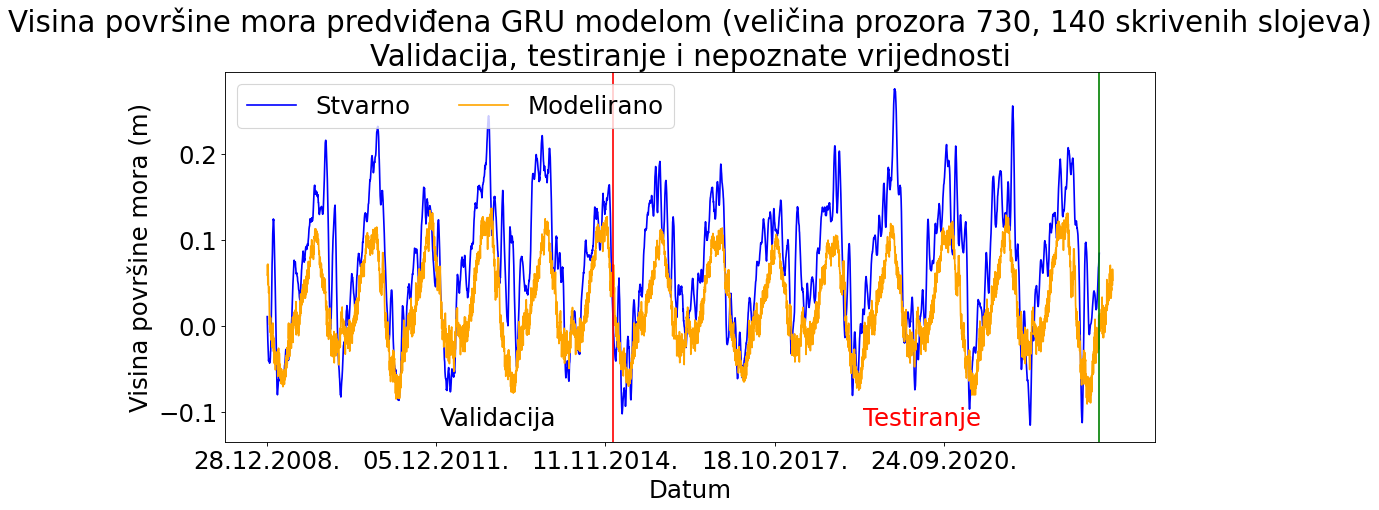 Visina površine mora predviđena GRU modelom (veličina prozora 730, 140 skrivenih slojeva)
Validacija, testiranje i nepoznate vrijednosti
Stvarno
Modelirano
Visina površine mora (m)
0.2
0.1
0.0
−0.1
Validacija
Testiranje
28.12.2008.
05.12.2011.
11.11.2014.
18.10.2017.
24.09.2020.
Datum